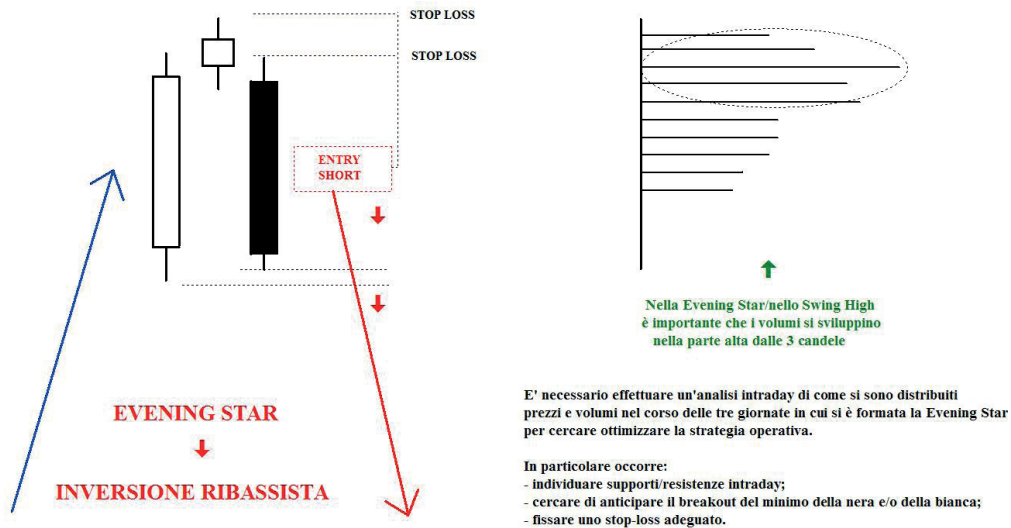 STOP LOSS
STOP LOSS
ENTRY
SHORT
EVENING STAR
INVERSIONE RIBASSISTA
Nella Evening Star/nello Swing High
è importante che i volumi si sviluppino
nella parte alta dalle 3 candele
E' necessario effettuare un'analisi intraday di come si sono distribuiti
prezzi e volumi nel corso delle tre giornate in cui si è formata la Evening Star
per cercare ottimizzare la strategia operativa.
In particolare occorre:
- individuare supporti/resistenze intraday;
- cercare di anticipare il breakout del minimo della nera e/o della bianca;
- fissare uno stop-loss adeguato.